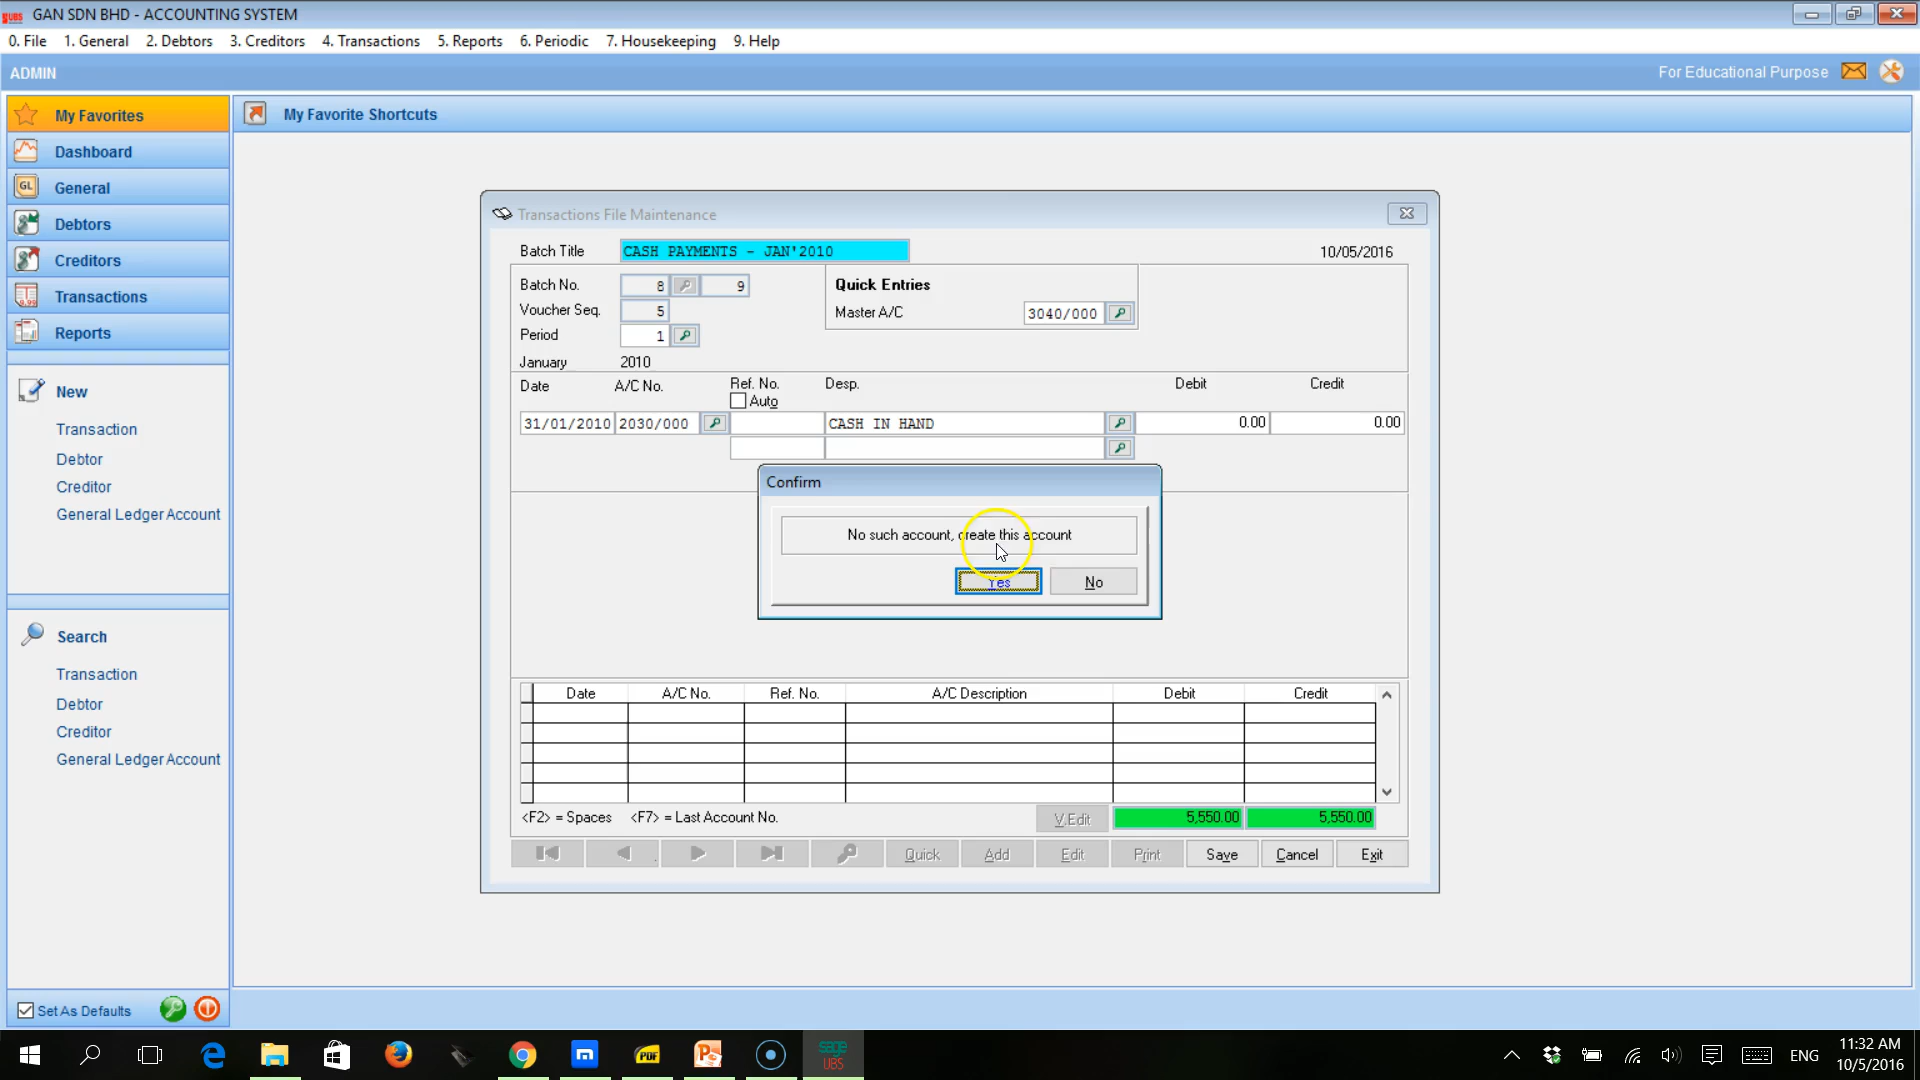 GAN SDN BHD - ACCOUNTING SYSTEM
0. File 1. General 2. Debtors 3. Creditors 4. Transactions 5. Reports 6. Periodic 7. Housekeeping 9. Help
ADMIN
For Educational Purpose
My Favorites
My Favorite Shortcuts
Dashboard
GL General
Debtors
Creditors
Transactions
Reports
New
Transaction
Debtor
Creditor
General Ledger Account
Search
Transaction
Debtor
Creditor
General Ledger Account
Set As Defaults
Transactions File Maintenance
Batch Title CASH PAYMENTS - JAN'2010 10/05/2016
Batch No. 8 9
Quick Entries
Voucher Seq. 5
Master A/C 3040/000
Period 1
January 2010
Date A/C No. Ref. No. Desp. Debit Credit
Auto
31/01/2010 2030/000 CASH IN HAND 0.00 0.00
Confirm
No such account, create this account
Yes No
Date A/C No. Ref. No. A/C Description Debit Credit
<F2> = Spaces <F7> = Last Account No. V.Edit 5,550.00 5,550.00
Quick Add Edit Print Save Cancel Exit
PDF
sage
UBS
ENG
11:32 AM
10/5/2016